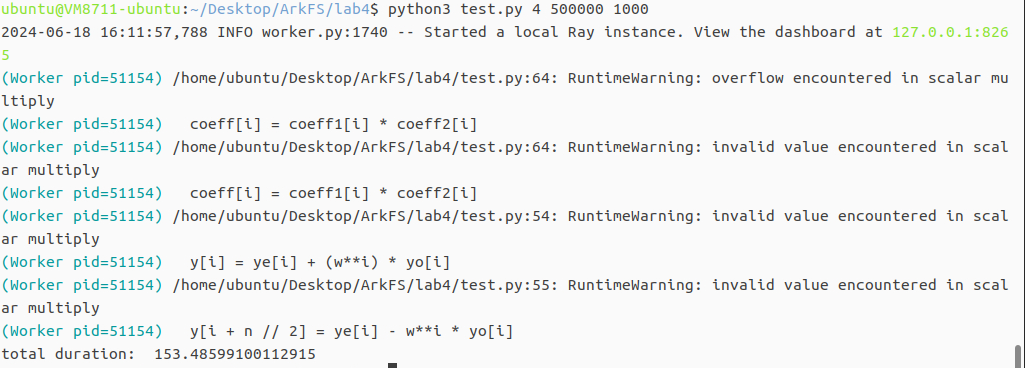 ubuntu@VM8711-ubuntu:~/Desktop/ArkFS/lab4$ python3 test.py 4 500000 1000
2024-06-18 16:11:57,788 INFO worker.py:1740 -- Started a local Ray instance. View the dashboard at 127.0.0.1:826
5
(Worker pid=51154) /home/ubuntu/Desktop/ArkFS/lab4/test.py:64: RuntimeWarning: overflow encountered in scalar mu
ltiply
(Worker pid=51154)   coeff[i] = coeff1[i] * coeff2[i]
(Worker pid=51154) /home/ubuntu/Desktop/ArkFS/lab4/test.py:64: RuntimeWarning: invalid value encountered in scal
ar multiply
(Worker pid=51154)   coeff[i] = coeff1[i] * coeff2[i]
(Worker pid=51154) /home/ubuntu/Desktop/ArkFS/lab4/test.py:54: RuntimeWarning: invalid value encountered in scal
ar multiply
(Worker pid=51154)   y[i] = ye[i] + (w**i) * yo[i]
(Worker pid=51154) /home/ubuntu/Desktop/ArkFS/lab4/test.py:55: RuntimeWarning: invalid value encountered in scal
ar multiply
(Worker pid=51154)   y[i + n // 2] = ye[i] - w**i * yo[i]
total duration:  153.48599100112915